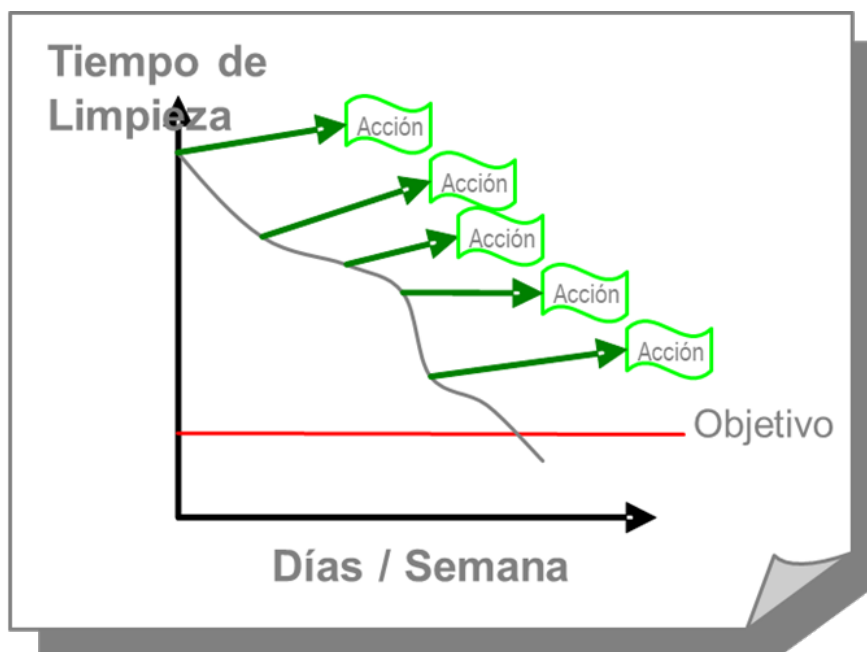 Tiempo de
Limpieza
Acción
Acción
Acción
Acción
Acción
Objetivo
Días / Semana